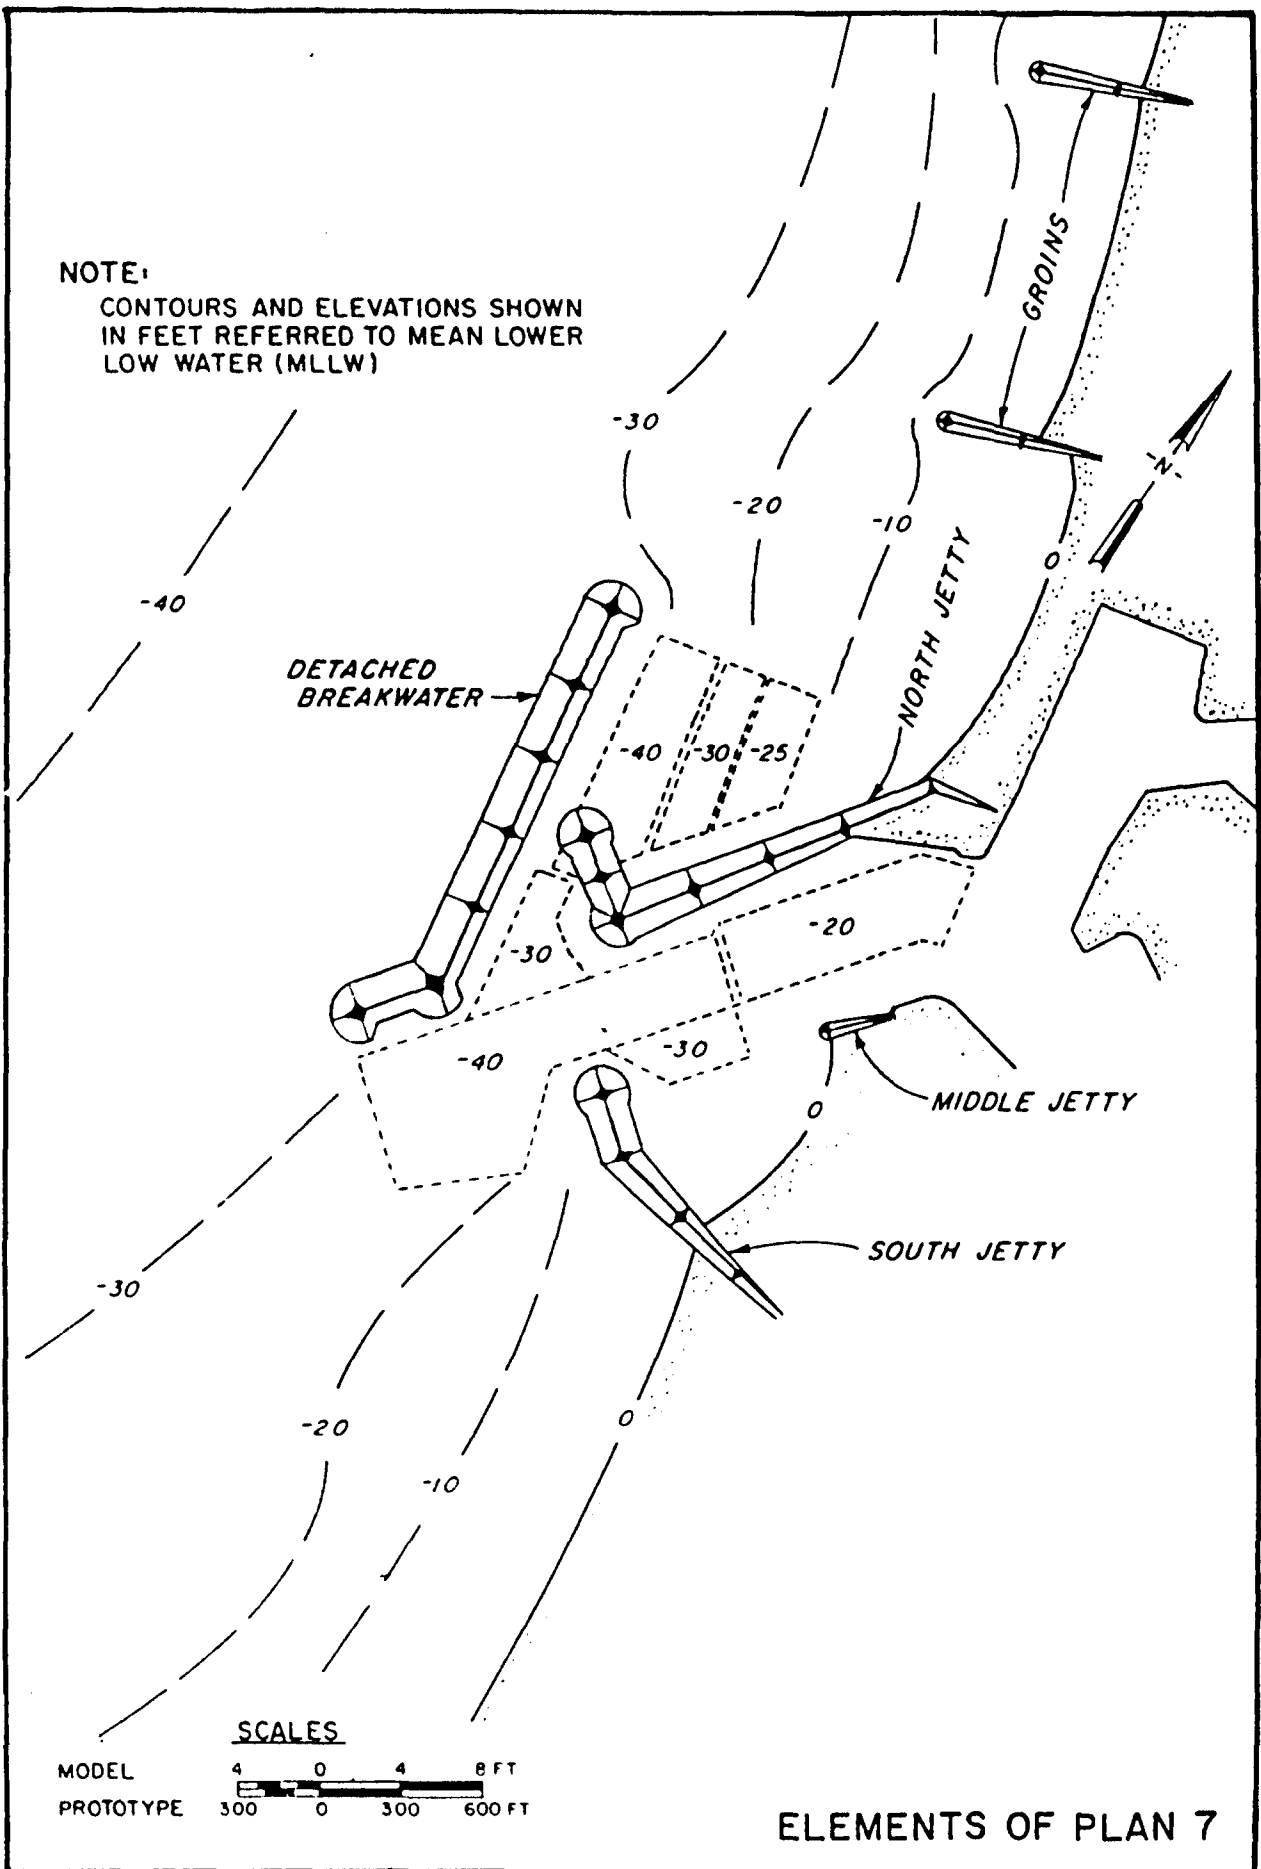 GROINS
NOTE:
CONTOURS AND ELEVATIONS SHOWN
IN FEET REFERRED TO MEAN LOWER
LOW WATER (MLLW)
-30
-N-
-20
-10
NORTH JETTY
0
-40
DETACHED
BREAKWATER
-40
-30
-25
-20
-30
-40
-30
0
MIDDLE JETTY
SOUTH JETTY
-30
0
-20
-10
SCALES
MODEL 4 0 4 8 FT
PROTOTYPE 300 0 300 600 FT
ELEMENTS OF PLAN 7